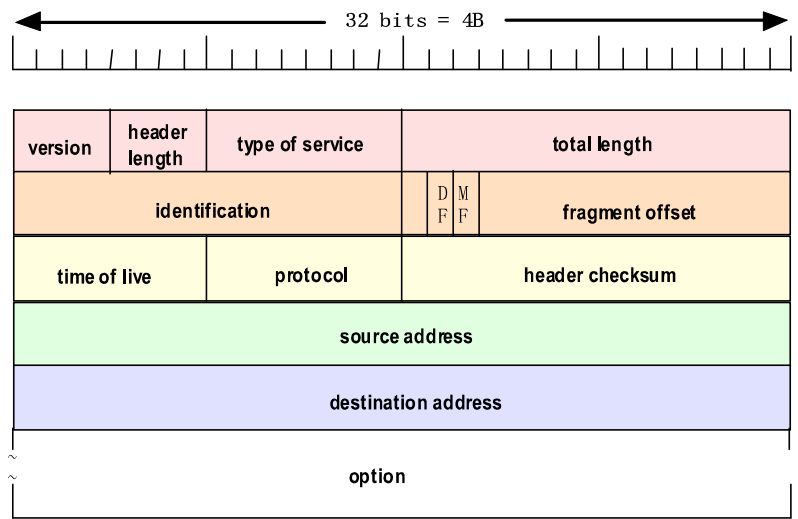 32 bits = 4B
version
header
length
type of service
total length
identification
D
F
M
F
fragment offset
time of live
protocol
header checksum
source address
destination address
~
~
option